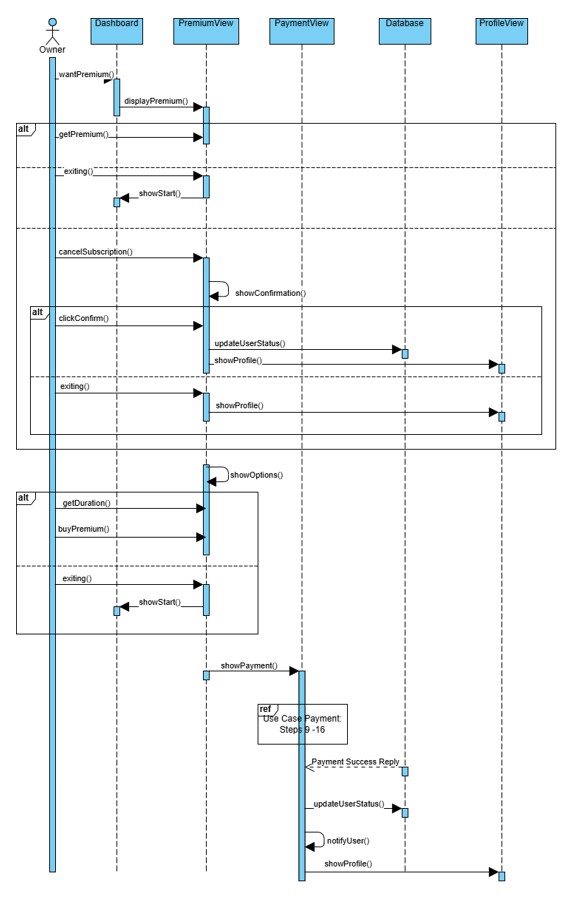 Dashboard
PremiumView
PaymentView
Database
ProfileView
Owner
wantPremium()
displayPremium()
alt
getPremium()
exiting()
showStart()
cancelSubscription()
showConfirmation()
alt
clickConfirm()
updateUserStatus()
showProfile()
exiting()
showProfile()
showOptions()
alt
getDuration()
buyPremium()
exiting()
showStart()
showPayment()
ref
Use Case Payment:
Steps 9 -16
Payment Success Reply
updateUserStatus()
notifyUser()
showProfile()